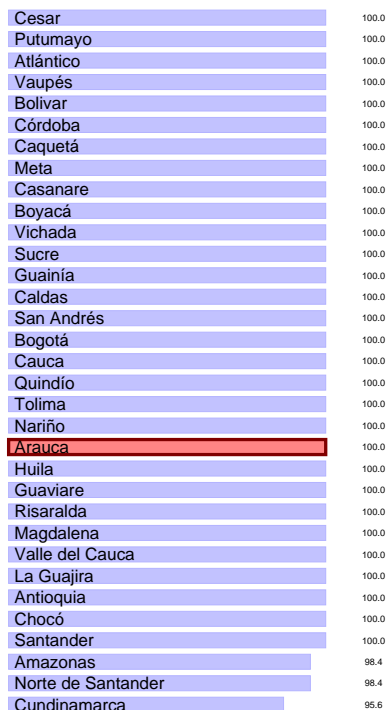 Cesar 100.0
Putumayo 100.0
Atlántico 100.0
Vaupés 100.0
Bolivar 100.0
Córdoba 100.0
Caquetá 100.0
Meta 100.0
Casanare 100.0
Boyacá 100.0
Vichada 100.0
Sucre 100.0
Guainía 100.0
Caldas 100.0
San Andrés 100.0
Bogotá 100.0
Cauca 100.0
Quindío 100.0
Tolima 100.0
Nariño 100.0
Arauca 100.0
Huila 100.0
Guaviare 100.0
Risaralda 100.0
Magdalena 100.0
Valle del Cauca 100.0
La Guajira 100.0
Antioquia 100.0
Chocó 100.0
Santander 100.0
Amazonas 98.4
Norte de Santander 98.4
Cundinamarca 95.6